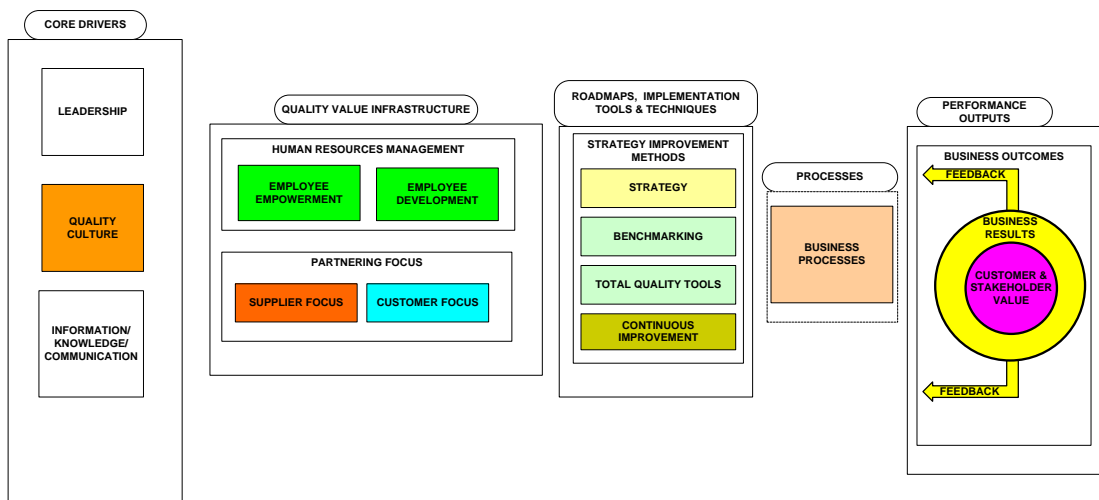 CORE DRIVERS
LEADERSHIP
QUALITY
CULTURE
INFORMATION/
KNOWLEDGE/
COMMUNICATION
QUALITY VALUE INFRASTRUCTURE
HUMAN RESOURCES MANAGEMENT
EMPLOYEE
EMPOWERMENT
EMPLOYEE
DEVELOPMENT
PARTNERING FOCUS
SUPPLIER FOCUS
CUSTOMER FOCUS
ROADMAPS, IMPLEMENTATION
TOOLS & TECHNIQUES
STRATEGY IMPROVEMENT
METHODS
STRATEGY
BENCHMARKING
TOTAL QUALITY TOOLS
CONTINUOUS
IMPROVEMENT
PROCESSES
BUSINESS
PROCESSES
PERFORMANCE
OUTPUTS
BUSINESS OUTCOMES
FEEDBACK
BUSINESS
RESULTS
CUSTOMER &
STAKEHOLDER
VALUE
FEEDBACK